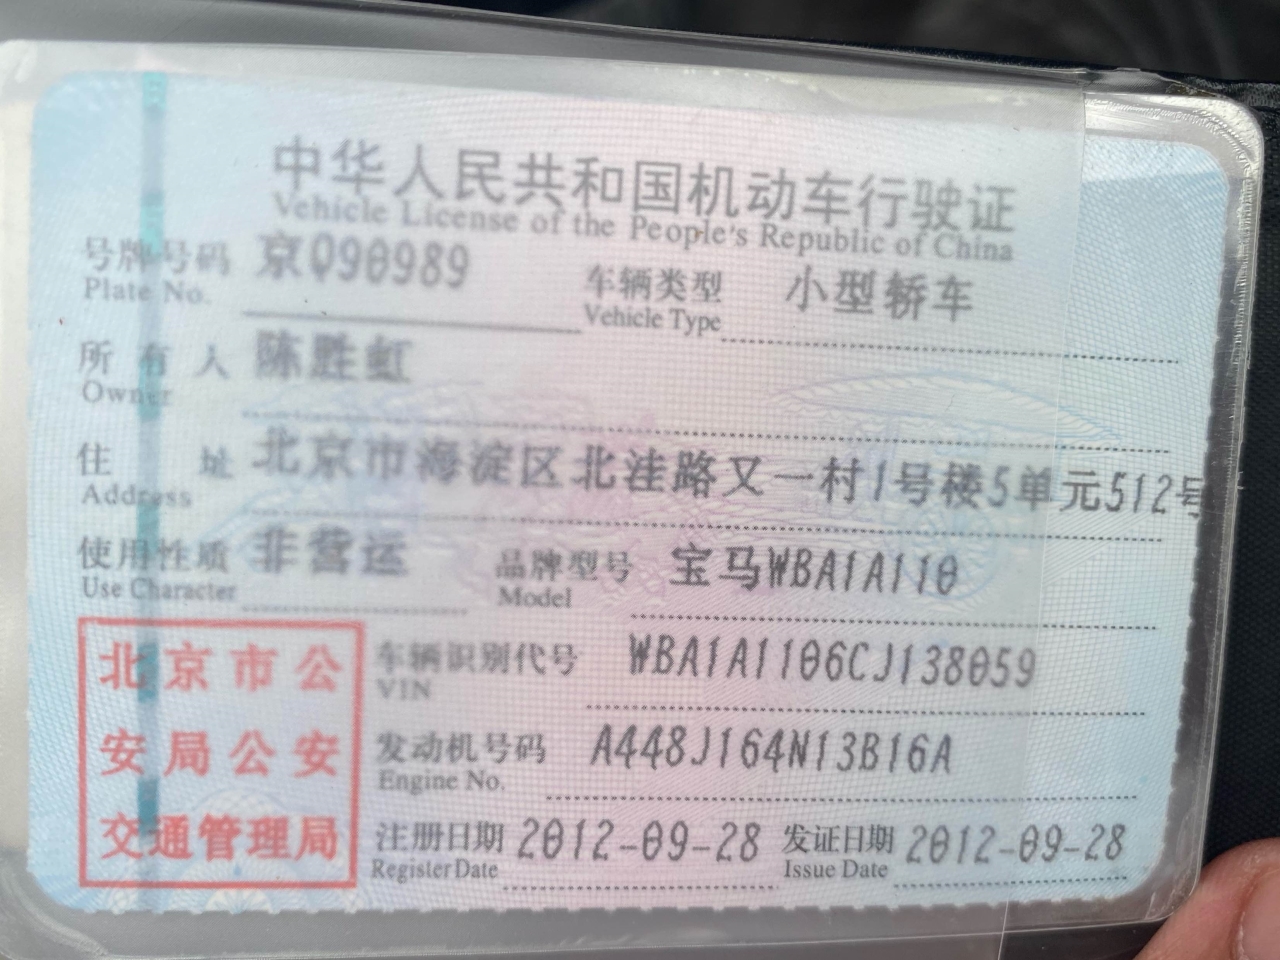 中华人民共和国机动车行驶证
Vehicle License of the People's Republic of China
号牌号码 京Q90989 车辆类型 小型轿车
Plate No. Vehicle Type
所有人 陈胜虹
Owner
住址 北京市海淀区北洼路又一村1号楼5单元512号
Address
使用性质 非营运 品牌型号 宝马WBA1A110
Use Character Model
北京市公
安局公安
交通管理局
车辆识别代号 WBA1A1106CJ138059
VIN
发动机号码 A448J164N13B16A
Engine No.
注册日期 2012-09-28 发证日期 2012-09-28
Register Date Issue Date